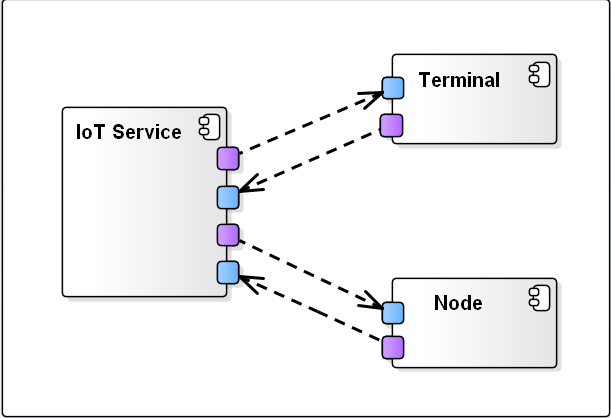 Terminal
IoT Service
Node